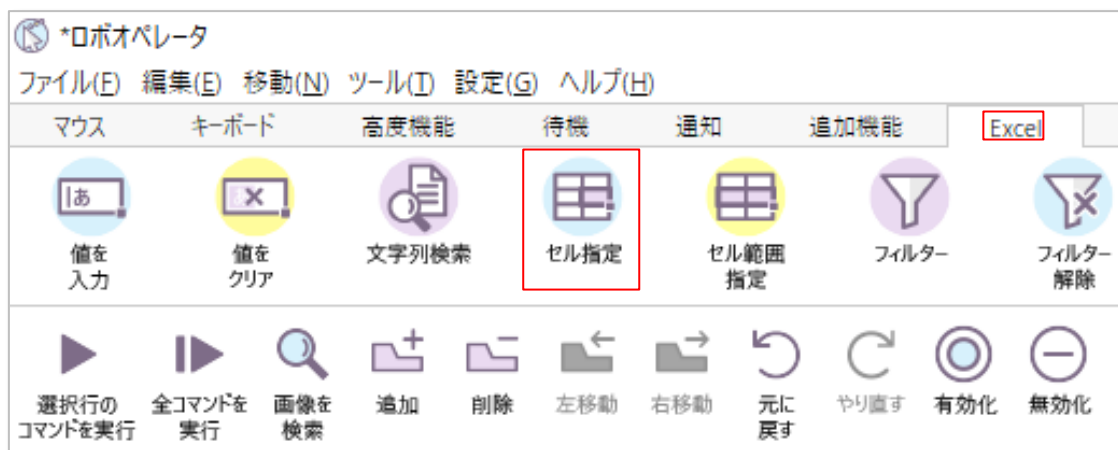 *ロボオペレータ
ファイル(F) 編集(E) 移動(N) ツール(T) 設定(G) ヘルプ(H)
マウス キーボード 高度機能 待機 通知 追加機能 Excel
あ
値を
入力
値を
クリア
文字列検索
セル指定
セル範囲
指定
フィルター
フィルター
解除
選択行の
コマンドを実行
全コマンドを
実行
画像を
検索
追加
削除
左移動
右移動
元に
戻す
やり直す
有効化
無効化